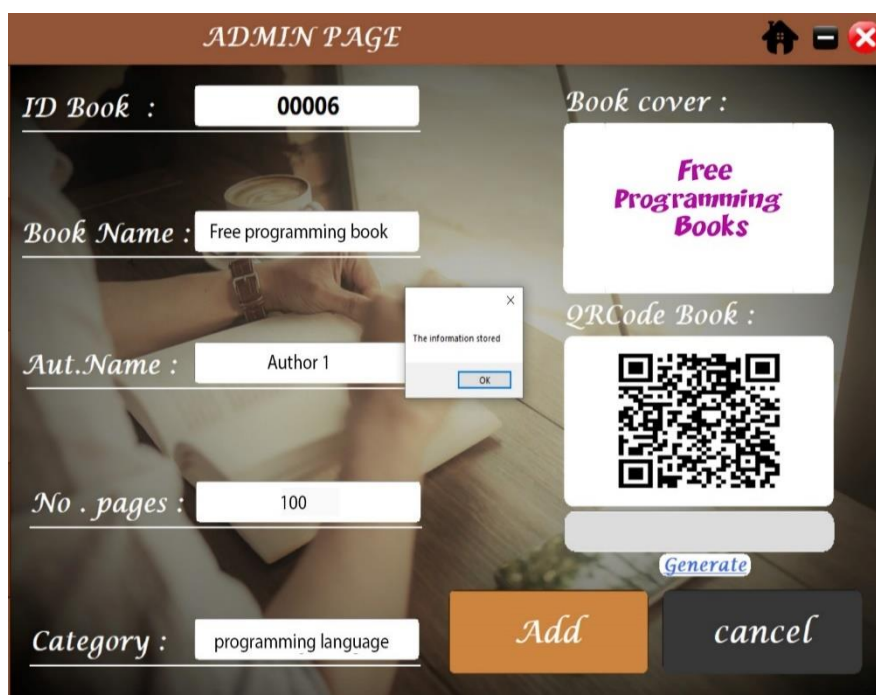 ADMIN PAGE
ID Book : 00006
Book Name : Free programming book
Aut.Name : Author 1
No . pages : 100
Category : programming language
Book cover :
Free
Programming
Books
QRCode Book :
Generate
The information stored
OK
Add
cancel